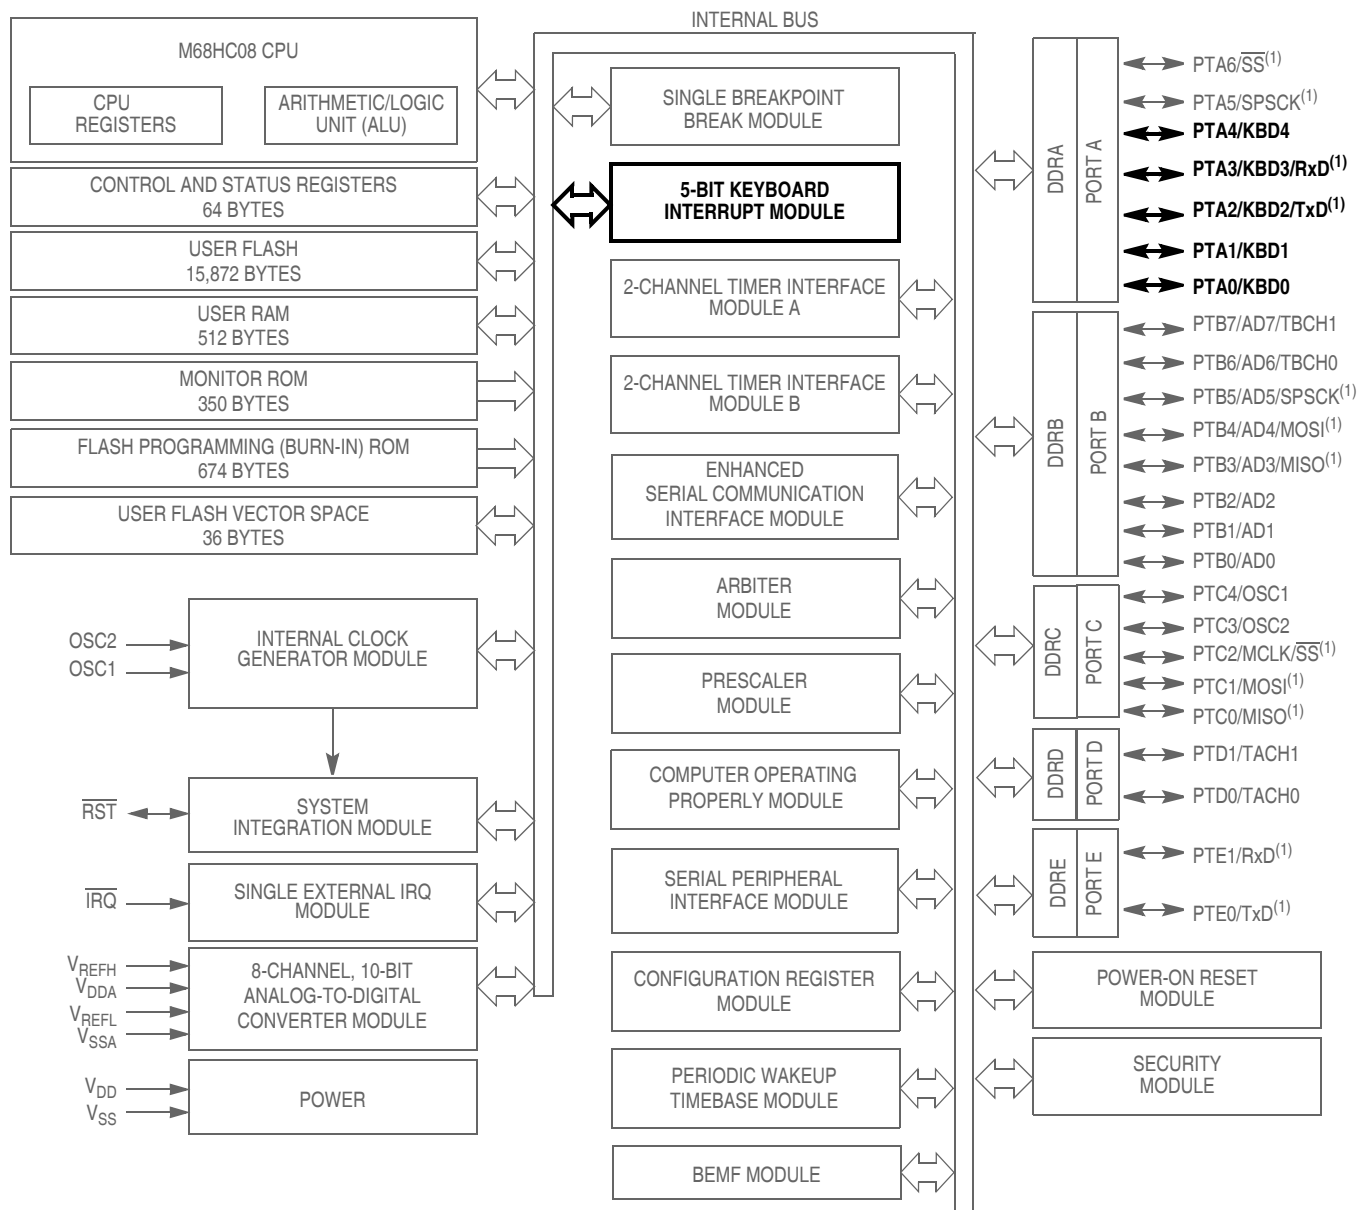 INTERNAL BUS
M68HC08 CPU
CPU
REGISTERS
ARITHMETIC/LOGIC
UNIT (ALU)
CONTROL AND STATUS REGISTERS
64 BYTES
USER FLASH
15,872 BYTES
USER RAM
512 BYTES
MONITOR ROM
350 BYTES
FLASH PROGRAMMING (BURN-IN) ROM
674 BYTES
USER FLASH VECTOR SPACE
36 BYTES
OSC2
OSC1
INTERNAL CLOCK
GENERATOR MODULE
RST
SYSTEM
INTEGRATION MODULE
IRQ
SINGLE EXTERNAL IRQ
MODULE
VREFH
VDDA
VREFL
VSSA
8-CHANNEL, 10-BIT
ANALOG-TO-DIGITAL
CONVERTER MODULE
VDD
VSS
POWER
SINGLE BREAKPOINT
BREAK MODULE
5-BIT KEYBOARD
INTERRUPT MODULE
2-CHANNEL TIMER INTERFACE
MODULE A
2-CHANNEL TIMER INTERFACE
MODULE B
ENHANCED
SERIAL COMMUNICATION
INTERFACE MODULE
ARBITER
MODULE
PRESCALER
MODULE
COMPUTER OPERATING
PROPERLY MODULE
SERIAL PERIPHERAL
INTERFACE MODULE
CONFIGURATION REGISTER
MODULE
PERIODIC WAKEUP
TIMEBASE MODULE
BEMF MODULE
DDRA
PORT A
PTA6/SS(1)
PTA5/SPSCK(1)
PTA4/KBD4
PTA3/KBD3/RxD(1)
PTA2/KBD2/TxD(1)
PTA1/KBD1
PTA0/KBD0
DDRB
PORT B
PTB7/AD7/TBCH1
PTB6/AD6/TBCH0
PTB5/AD5/SPSCK(1)
PTB4/AD4/MOSI(1)
PTB3/AD3/MISO(1)
PTB2/AD2
PTB1/AD1
PTB0/AD0
DDRC
PORT C
PTC4/OSC1
PTC3/OSC2
PTC2/MCLK/SS(1)
PTC1/MOSI(1)
PTC0/MISO(1)
DDRD
PORT D
PTD1/TACH1
PTD0/TACH0
DDRE
PORT E
PTE1/RxD(1)
PTE0/TxD(1)
POWER-ON RESET
MODULE
SECURITY
MODULE